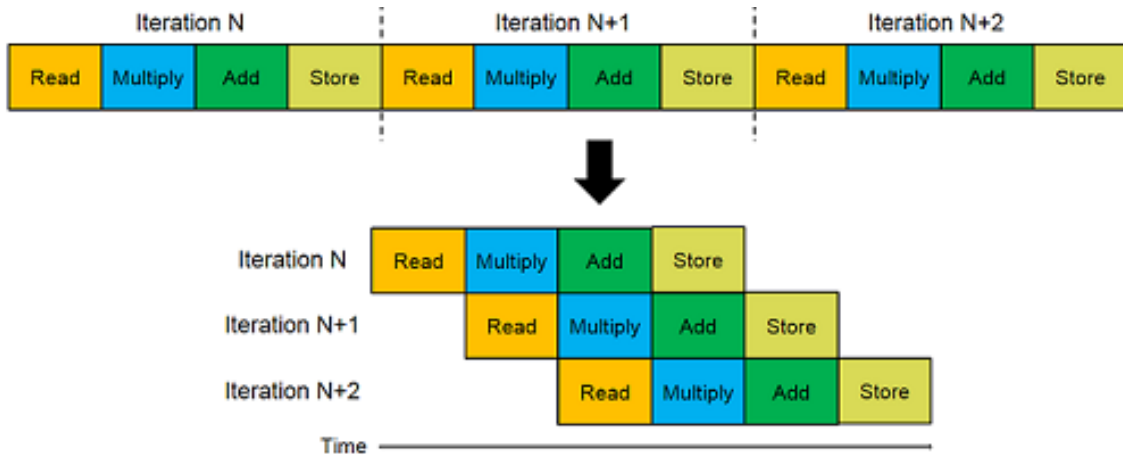 Iteration N Iteration N+1 Iteration N+2
Read Multiply Add Store Read Multiply Add Store Read Multiply Add Store
Iteration N Read Multiply Add Store
Iteration N+1 Read Multiply Add Store
Iteration N+2 Read Multiply Add Store
Time